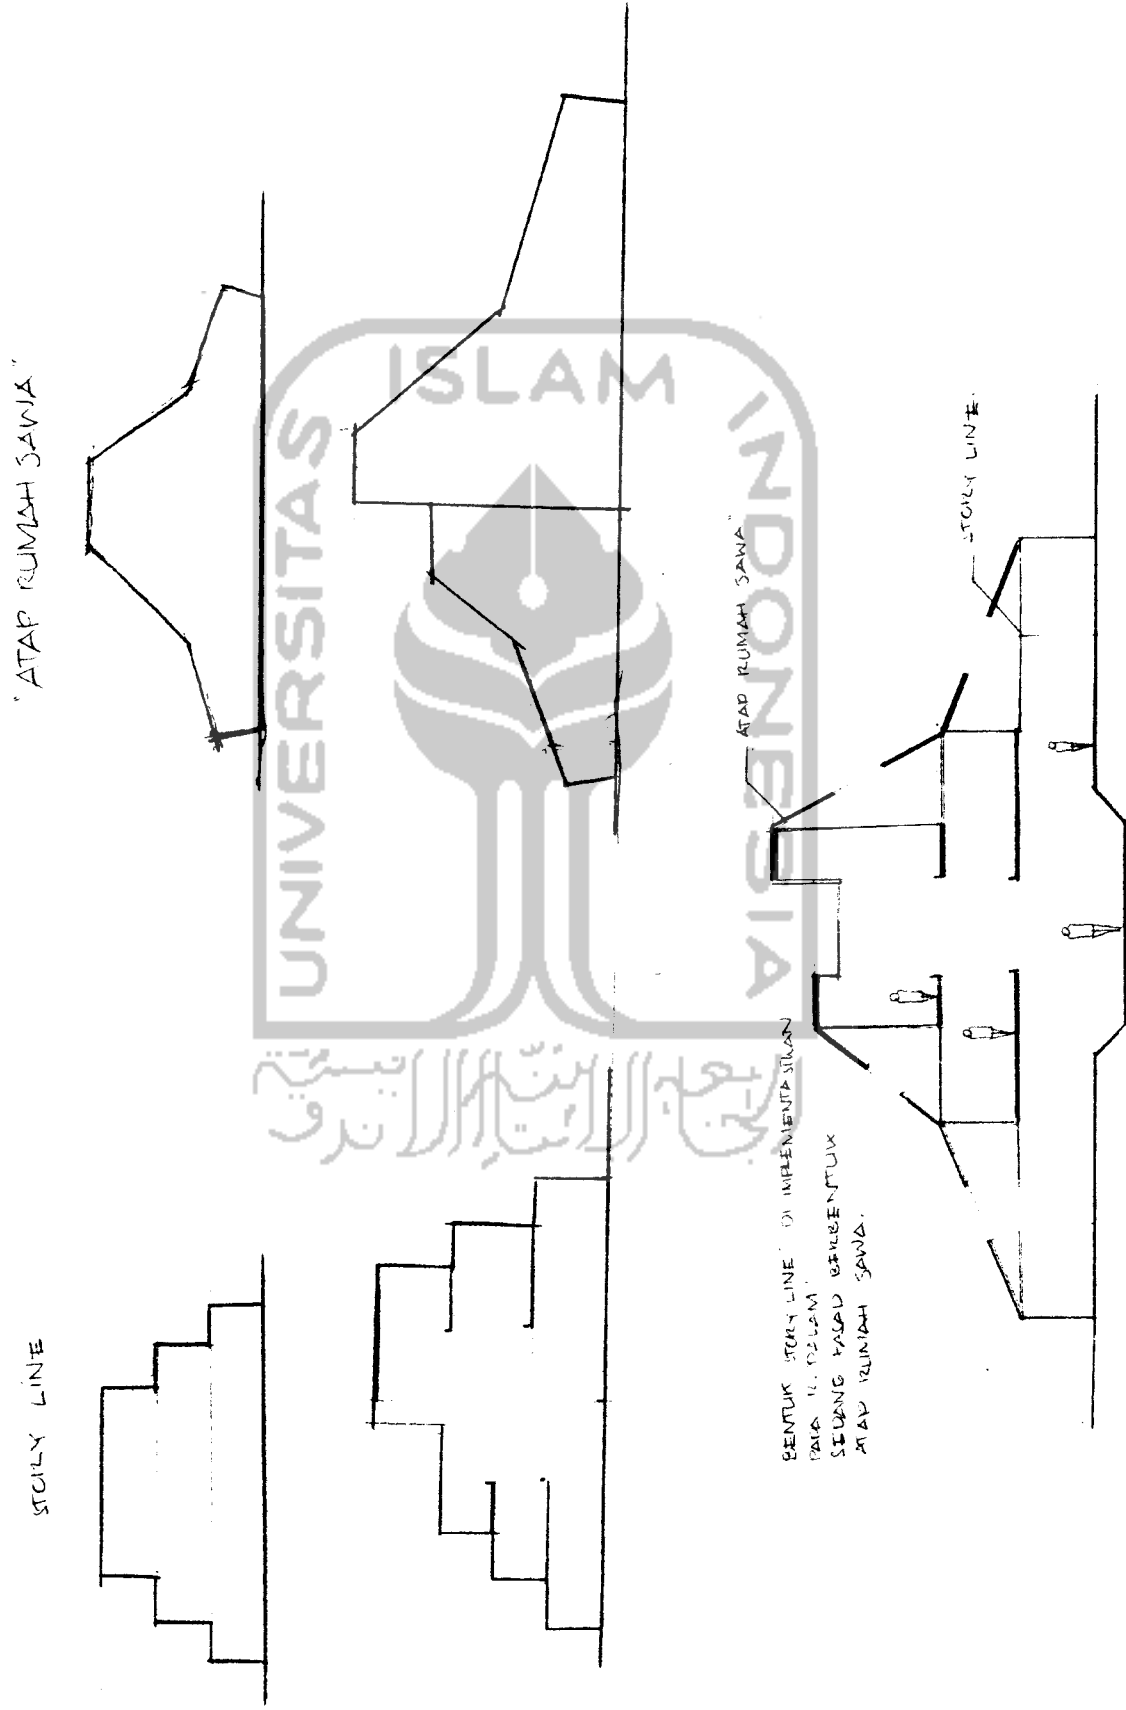 STORY LINE
"ATAP RUMAH JAWA"
UNIVERSITAS
ISLAM
INDONESIA
ATAP RUMAH JAWA"
STORY LINE.
BENTUK STORY LINE DI IMPLEMENTASIKAN
PADA R. DALAM
SEDANG FASAD BERBENTUK
ATAP RUMAH JAWA.